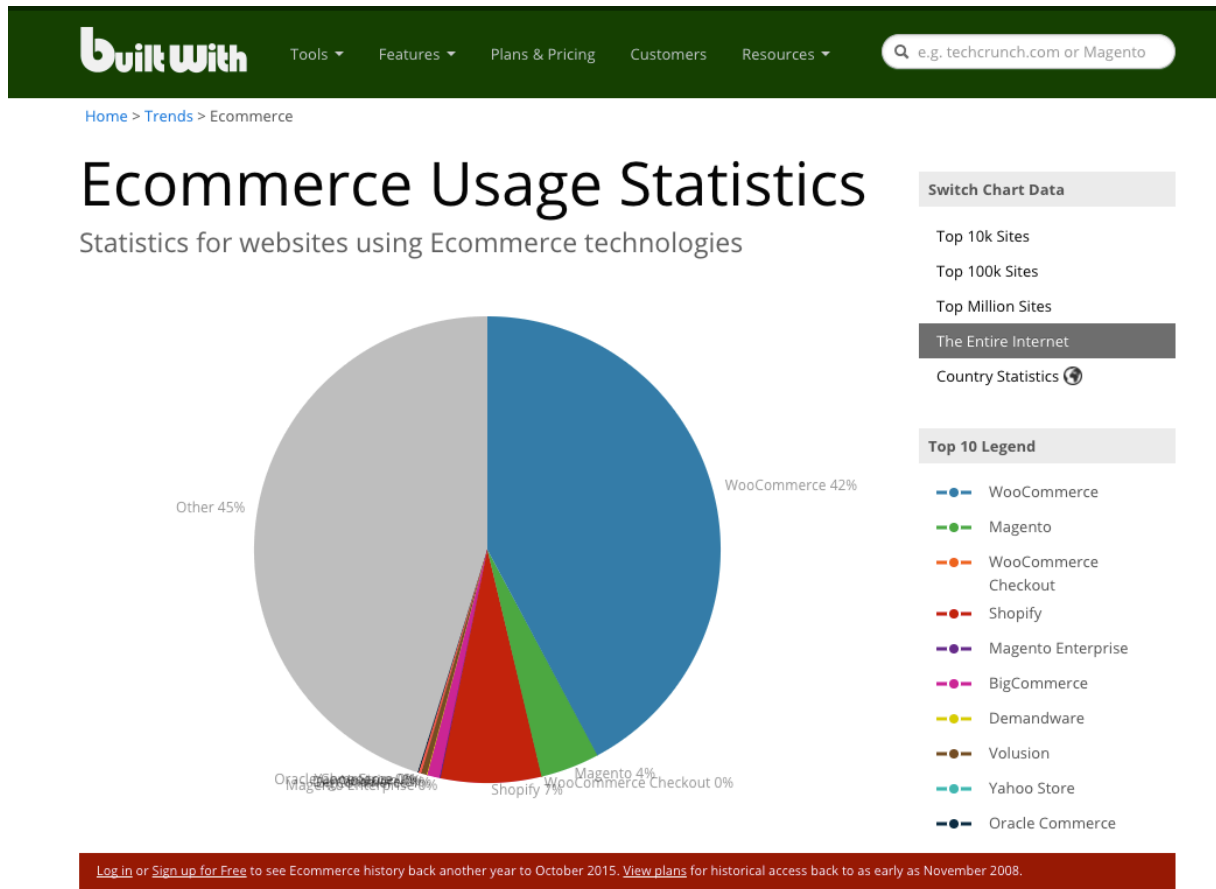 builtwith
Tools Features Plans & Pricing Customers Resources e.g. techcrunch.com or Magento
Home > Trends > Ecommerce
Ecommerce Usage Statistics
Statistics for websites using Ecommerce technologies
Switch Chart Data
Top 10k Sites
Top 100k Sites
Top Million Sites
The Entire Internet
Country Statistics
Other 45%
WooCommerce 42%
Magento 4%
WooCommerce Checkout 0%
Shopify 7%
Magento Enterprise 0%
Top 10 Legend
WooCommerce
Magento
WooCommerce
Checkout
Shopify
Magento Enterprise
BigCommerce
Demandware
Volusion
Yahoo Store
Oracle Commerce
Log in or Sign up for Free to see Ecommerce history back another year to October 2015. View plans for historical access back to as early as November 2008.